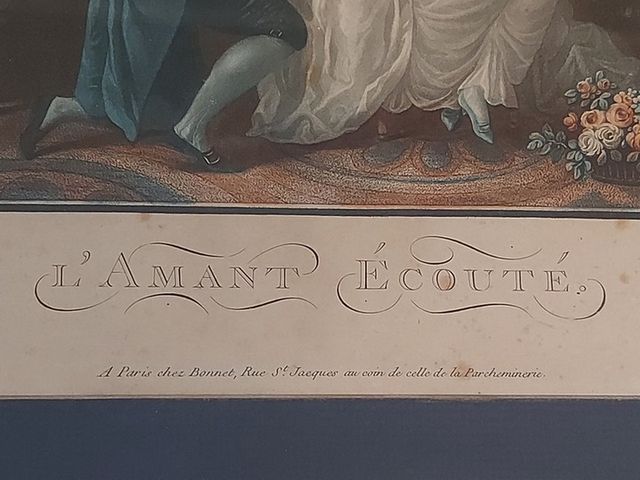 L'AMANT ÉCOUTÉ.
A Paris chez Bonnet, Rue St. Jacques au coin de celle de la Parcheminerie.